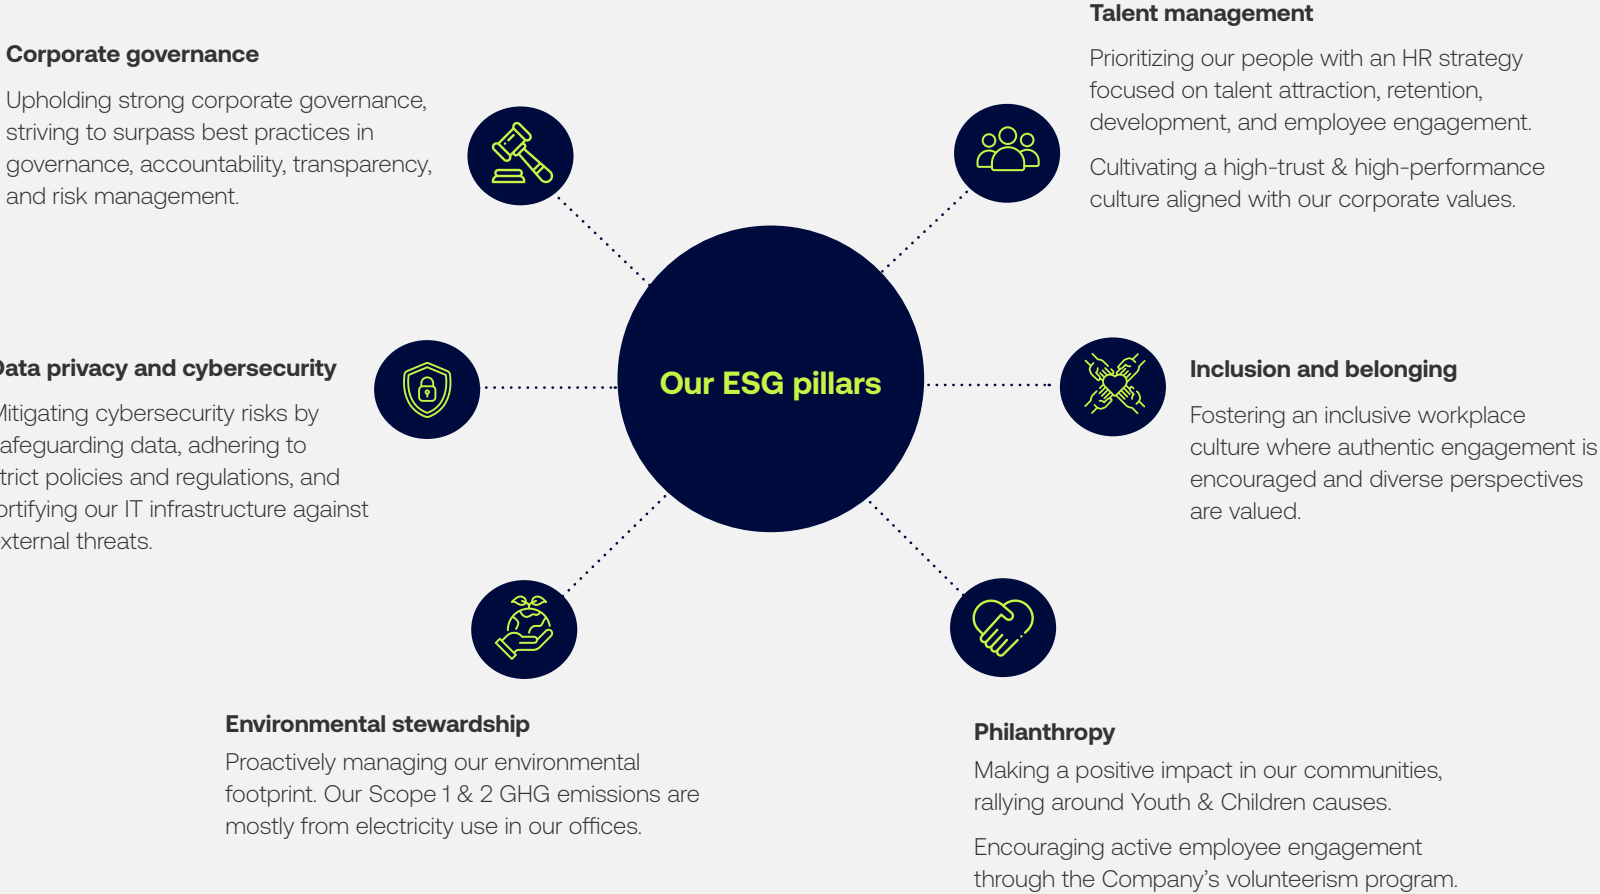 Corporate governance
Upholding strong corporate governance,
striving to surpass best practices in
governance, accountability, transparency,
and risk management.
Talent management
Prioritizing our people with an HR strategy
focused on talent attraction, retention,
development, and employee engagement.
Cultivating a high-trust & high-performance
culture aligned with our corporate values.
Our ESG pillars
Data privacy and cybersecurity
Mitigating cybersecurity risks by
safeguarding data, adhering to
strict policies and regulations, and
fortifying our IT infrastructure against
external threats.
Inclusion and belonging
Fostering an inclusive workplace
culture where authentic engagement is
encouraged and diverse perspectives
are valued.
Environmental stewardship
Proactively managing our environmental
footprint. Our Scope 1 & 2 GHG emissions are
mostly from electricity use in our offices.
Philanthropy
Making a positive impact in our communities,
rallying around Youth & Children causes.
Encouraging active employee engagement
through the Company's volunteerism program.